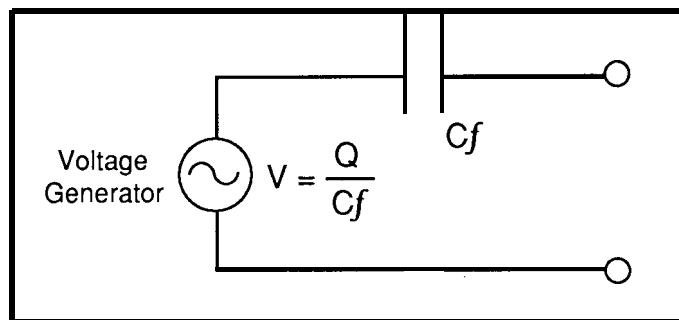 Cf
Voltage
Generator
V = Q
Cf